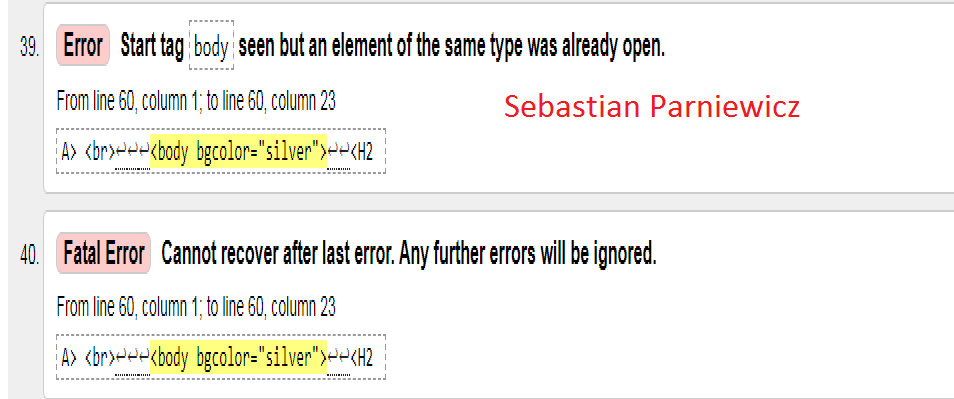 39. Error Start tag body seen but an element of the same type was already open.
From line 60, column 1; to line 60, column 23
Sebastian Parniewicz
A> <br>↩↩↩<body bgcolor="silver">↩↩<H2
40. Fatal Error Cannot recover after last error. Any further errors will be ignored.
From line 60, column 1; to line 60, column 23
A> <br>↩↩↩<body bgcolor="silver">↩↩<H2